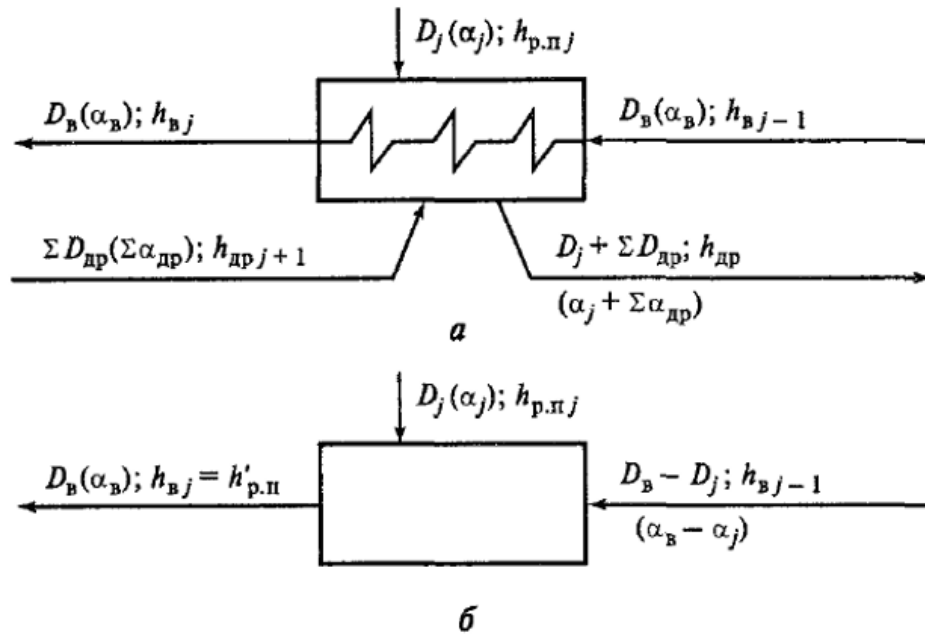 D_j(α_j); h_р.п j
D_в(α_в); h_в j
D_в(α_в); h_в j – 1
ΣD_др(Σα_др); h_др j + 1
D_j + ΣD_др; h_др
(α_j + Σα_др)
а
D_j(α_j); h_р.п j
D_в(α_в); h_в j = h'_р.п
D_в – D_j; h_в j – 1
(α_в – α_j)
б